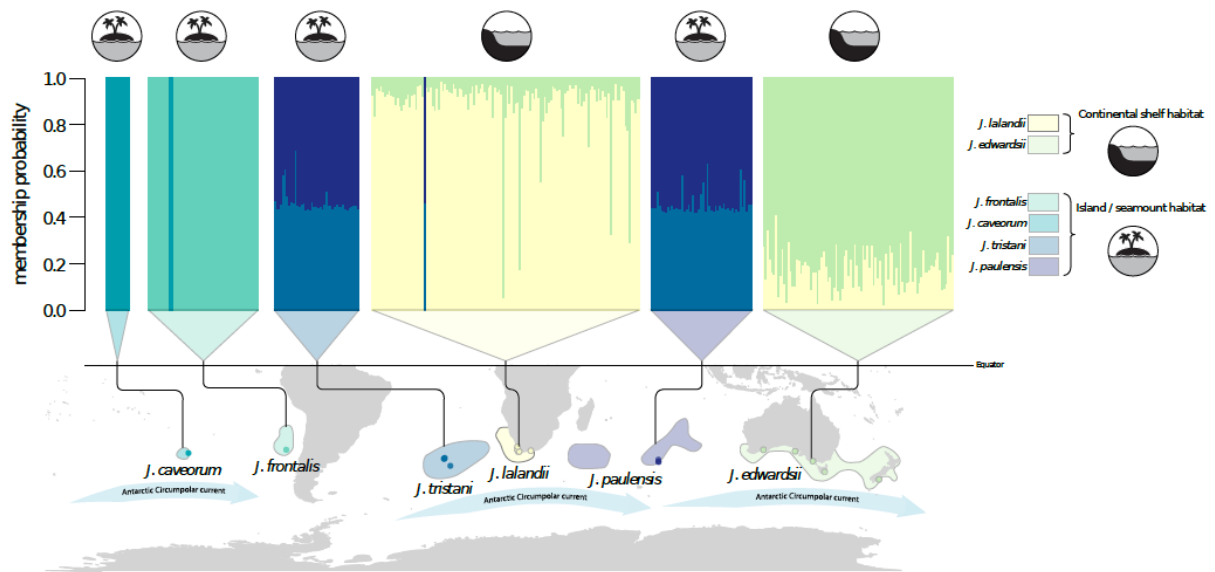 1.0
0.8
0.6
0.4
0.2
0.0
membership probability
Continental shelf habitat
J. lalandii
J. edwardsii
J. frontalis
Island / seamount habitat
J. caveorum
J. tristani
J. paulensis
Equator
J. caveorum
J. frontalis
J. tristani
J. lalandii
J. paulensis
J. edwardsii
Antarctic Circumpolar current
Antarctic Circumpolar current
Antarctic Circumpolar current